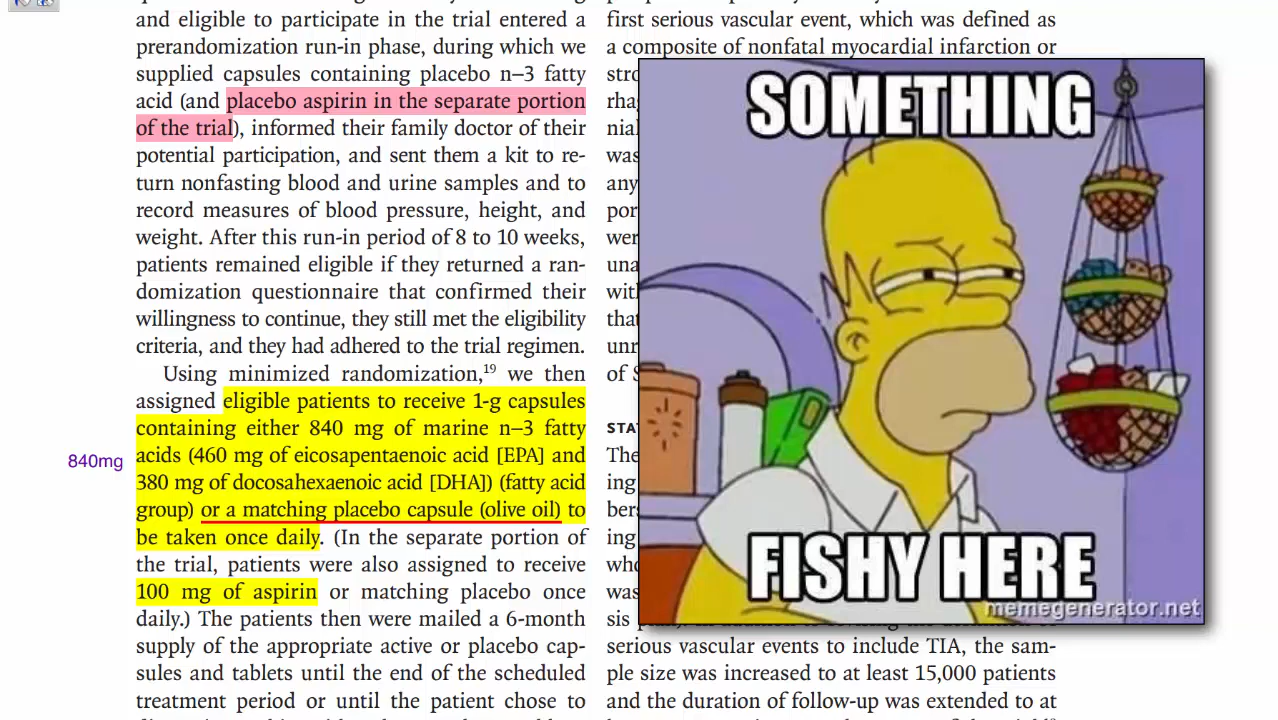 and eligible to participate in the trial entered a
prerandomization run-in phase, during which we
supplied capsules containing placebo n–3 fatty
acid (and placebo aspirin in the separate portion
of the trial), informed their family doctor of their
potential participation, and sent them a kit to re-
turn nonfasting blood and urine samples and to
record measures of blood pressure, height, and
weight. After this run-in period of 8 to 10 weeks,
patients remained eligible if they returned a ran-
domization questionnaire that confirmed their
willingness to continue, they still met the eligibility
criteria, and they had adhered to the trial regimen.
Using minimized randomization,¹⁹ we then
assigned eligible patients to receive 1-g capsules
containing either 840 mg of marine n–3 fatty
acids (460 mg of eicosapentaenoic acid [EPA] and
380 mg of docosahexaenoic acid [DHA]) (fatty acid
group) or a matching placebo capsule (olive oil) to
be taken once daily. (In the separate portion of
the trial, patients were also assigned to receive
100 mg of aspirin or matching placebo once
daily.) The patients then were mailed a 6-month
supply of the appropriate active or placebo cap-
sules and tablets until the end of the scheduled
treatment period or until the patient chose to
840mg
first serious vascular event, which was defined as
a composite of nonfatal myocardial infarction or
SOMETHING
FISHY HERE
memegenerator.net
serious vascular events to include TIA, the sam-
ple size was increased to at least 15,000 patients
and the duration of follow-up was extended to at